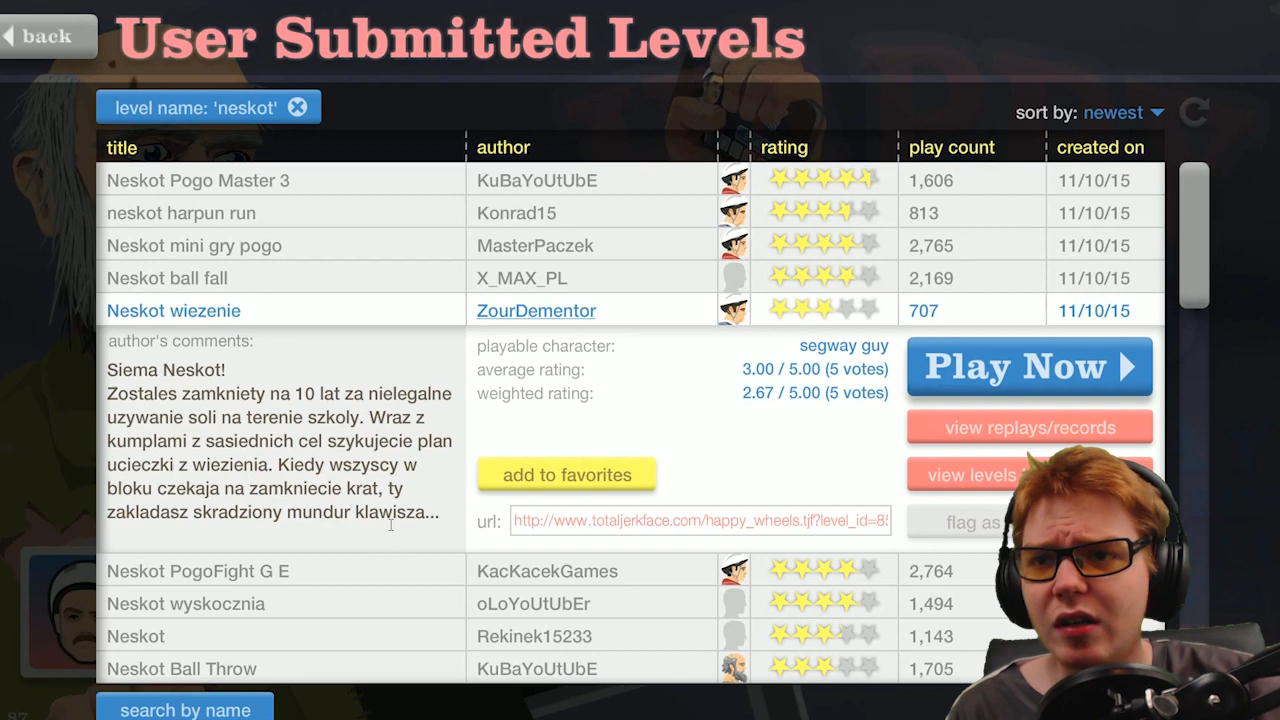 back
User Submitted Levels
level name: 'neskot'
sort by: newest
title author rating play count created on
Neskot Pogo Master 3 KuBaYoUtUbE 1,606 11/10/15
neskot harpun run Konrad15 813 11/10/15
Neskot mini gry pogo MasterPaczek 2,765 11/10/15
Neskot ball fall X_MAX_PL 2,169 11/10/15
Neskot wiezenie ZourDementor 707 11/10/15
author's comments:
Siema Neskot!
Zostales zamkniety na 10 lat za nielegalne
uzywanie soli na terenie szkoly. Wraz z
kumplami z sasiednich cel szykujecie plan
ucieczki z wiezienia. Kiedy wszyscy w
bloku czekaja na zamkniecie krat, ty
zakladasz skradziony mundur klawisza...
playable character: segway guy
average rating: 3.00 / 5.00 (5 votes)
weighted rating: 2.67 / 5.00 (5 votes)
add to favorites
url: http://www.totaljerkface.com/happy_wheels.tjf?level_id=8
Play Now
view replays/records
view levels
flag as
Neskot PogoFight G E KacKacekGames 2,764
Neskot wyskocznia oLoYoUtUbEr 1,494
Neskot Rekinek15233 1,143
Neskot Ball Throw KuBaYoUtUbE 1,705
search by name